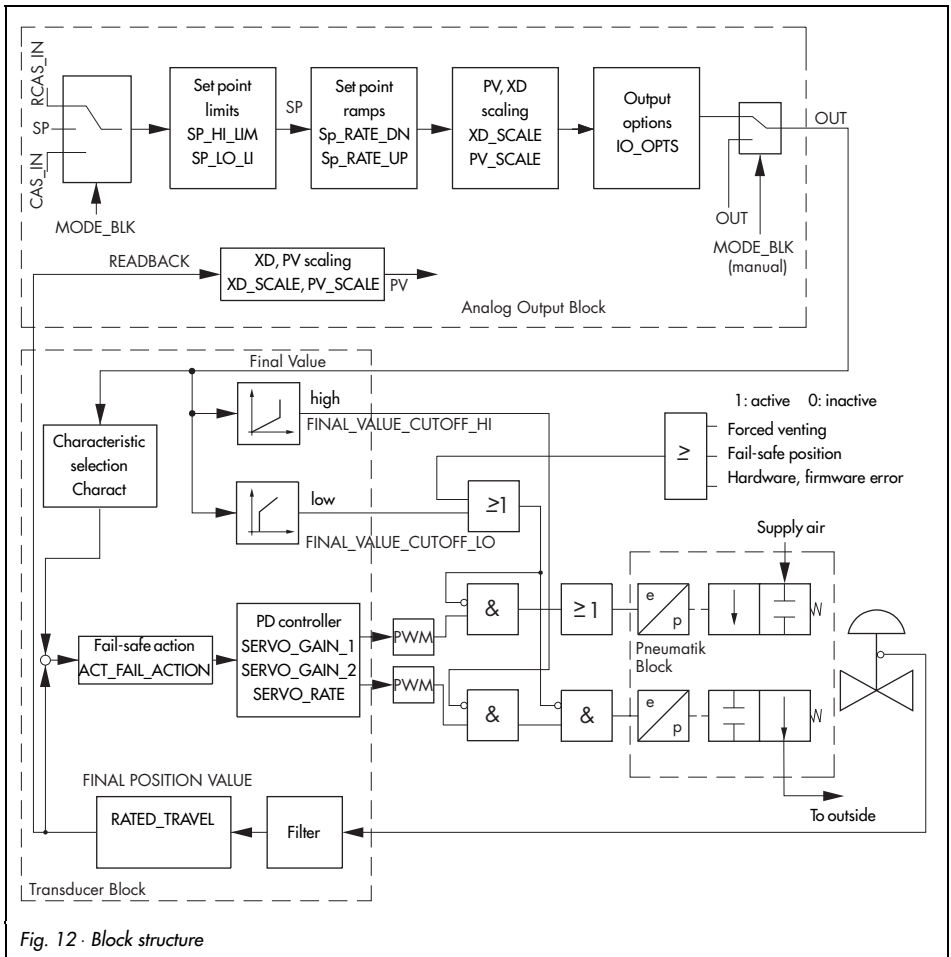 RCAS_IN
SP
CAS_IN
MODE_BLK
Set point
limits
SP_HI_LIM
SP_LO_LI
SP
Set point
ramps
Sp_RATE_DN
Sp_RATE_UP
PV, XD
scaling
XD_SCALE
PV_SCALE
Output
options
IO_OPTS
OUT
OUT
MODE_BLK
(manual)
READBACK
XD, PV scaling
XD_SCALE, PV_SCALE
PV
Analog Output Block
Final Value
high
FINAL_VALUE_CUTOFF_HI
1: active 0: inactive
Forced venting
Fail-safe position
Hardware, firmware error
≥
Characteristic
selection
Charact
low
FINAL_VALUE_CUTOFF_LO
≥1
Supply air
Fail-safe action
ACT_FAIL_ACTION
PD controller
SERVO_GAIN_1
SERVO_GAIN_2
SERVO_RATE
PWM
PWM
&
≥1
e
p
Pneumatik
Block
&
&
e
p
To outside
FINAL POSITION VALUE
RATED_TRAVEL
Filter
Transducer Block
Fig. 12 · Block structure